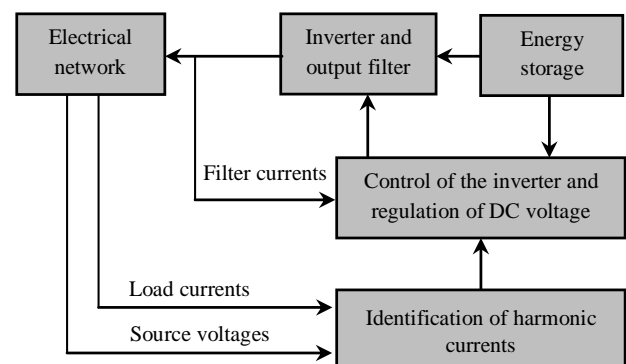 Electrical
network
Inverter and
output filter
Energy
storage
Filter currents
Control of the inverter and
regulation of DC voltage
Load currents
Source voltages
Identification of harmonic
currents